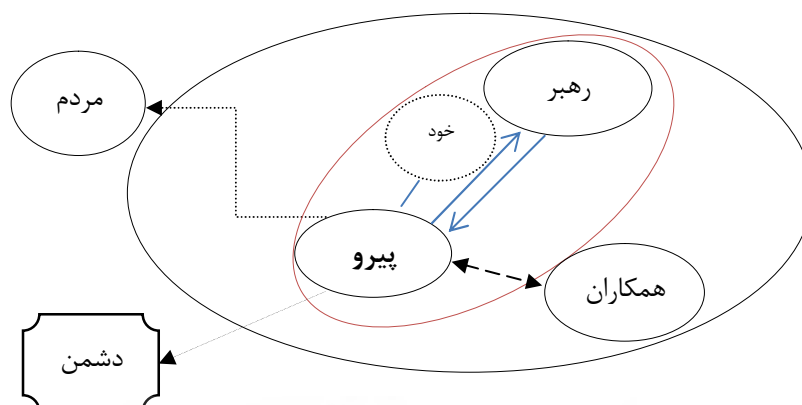 رهبر
مردم
خود
پیرو
همکاران
دشمن